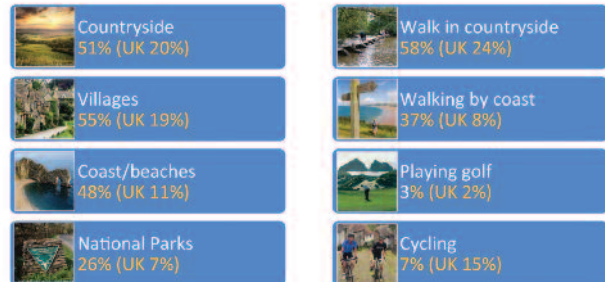 Countryside
51% (UK 20%)
Villages
55% (UK 19%)
Coast/beaches
48% (UK 11%)
National Parks
26% (UK 7%)
Walk in countryside
58% (UK 24%)
Walking by coast
37% (UK 8%)
Playing golf
3% (UK 2%)
Cycling
7% (UK 15%)